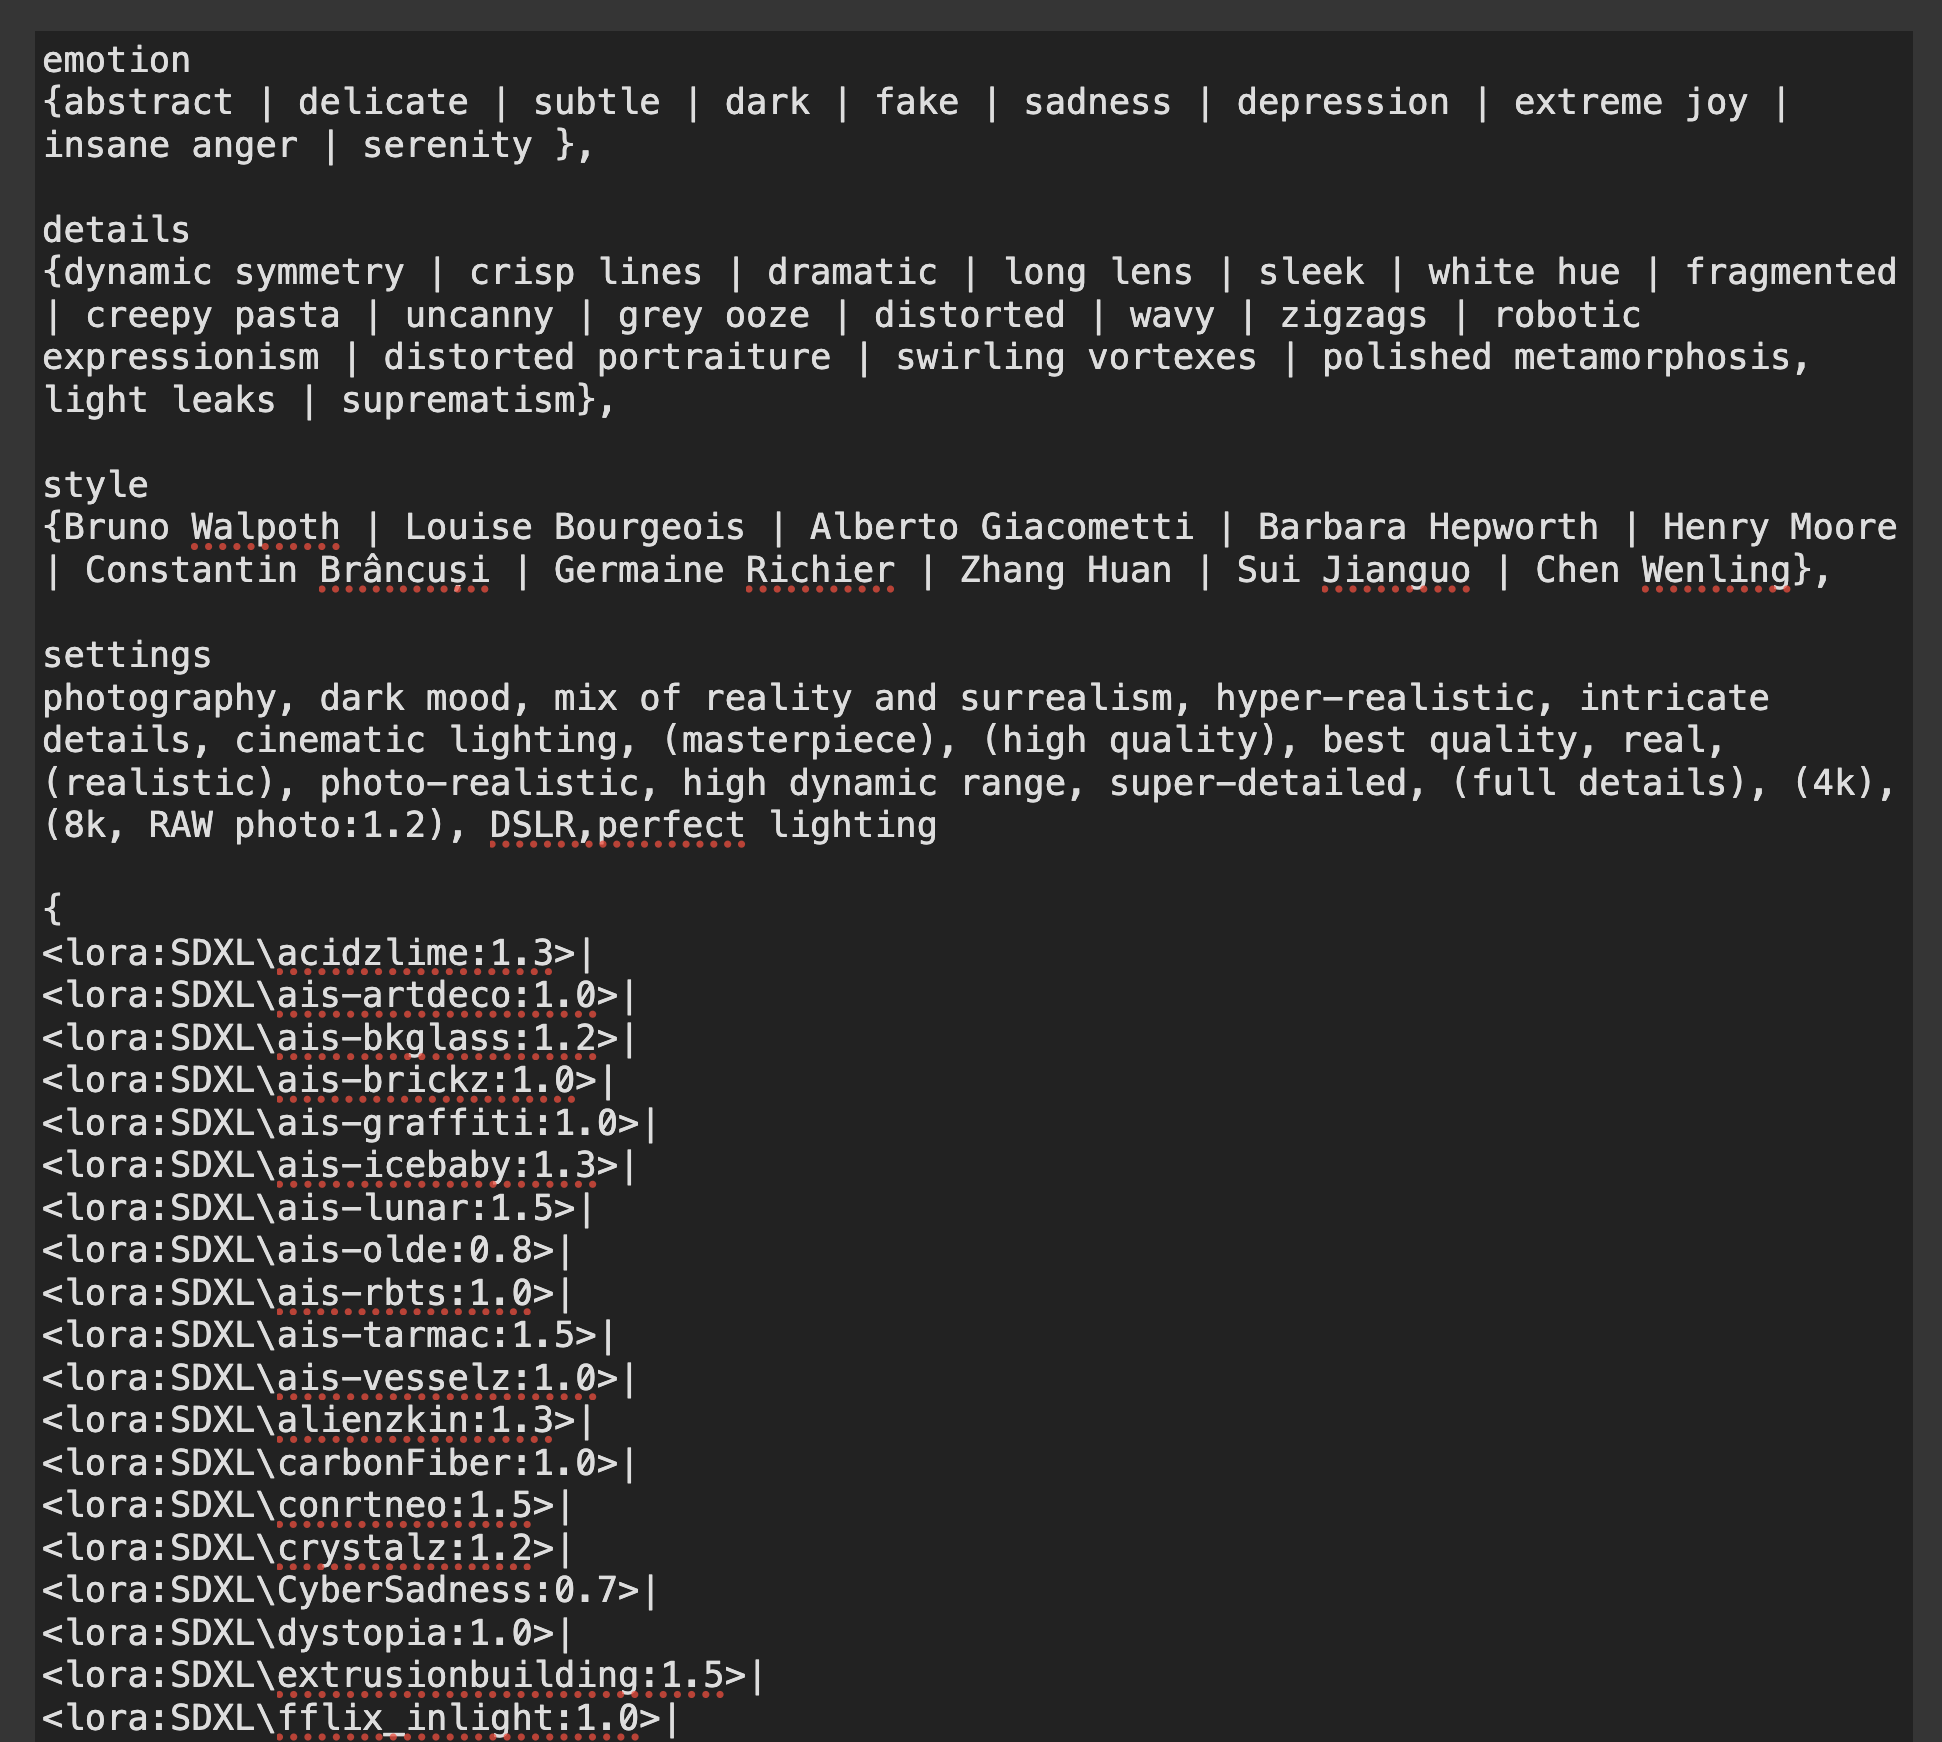 emotion
{abstract | delicate | subtle | dark | fake | sadness | depression | extreme joy |
insane anger | serenity },
details
{dynamic symmetry | crisp lines | dramatic | long lens | sleek | white hue | fragmented
| creepy pasta | uncanny | grey ooze | distorted | wavy | zigzags | robotic
expressionism | distorted portraiture | swirling vortexes | polished metamorphosis,
light leaks | suprematism},
style
{Bruno Walpoth | Louise Bourgeois | Alberto Giacometti | Barbara Hepworth | Henry Moore
| Constantin Brâncuși | Germaine Richier | Zhang Huan | Sui Jianguo | Chen Wenling},
settings
photography, dark mood, mix of reality and surrealism, hyper-realistic, intricate
details, cinematic lighting, (masterpiece), (high quality), best quality, real,
(realistic), photo-realistic, high dynamic range, super-detailed, (full details), (4k),
(8k, RAW photo:1.2), DSLR,perfect lighting
{
<lora:SDXL\acidzlime:1.3>|
<lora:SDXL\ais-artdeco:1.0>|
<lora:SDXL\ais-bkglass:1.2>|
<lora:SDXL\ais-brickz:1.0>|
<lora:SDXL\ais-graffiti:1.0>|
<lora:SDXL\ais-icebaby:1.3>|
<lora:SDXL\ais-lunar:1.5>|
<lora:SDXL\ais-olde:0.8>|
<lora:SDXL\ais-rbts:1.0>|
<lora:SDXL\ais-tarmac:1.5>|
<lora:SDXL\ais-vesselz:1.0>|
<lora:SDXL\alienzkin:1.3>|
<lora:SDXL\carbonFiber:1.0>|
<lora:SDXL\conrtneo:1.5>|
<lora:SDXL\crystalz:1.2>|
<lora:SDXL\CyberSadness:0.7>|
<lora:SDXL\dystopia:1.0>|
<lora:SDXL\extrusionbuilding:1.5>|
<lora:SDXL\fflix_inlight:1.0>|